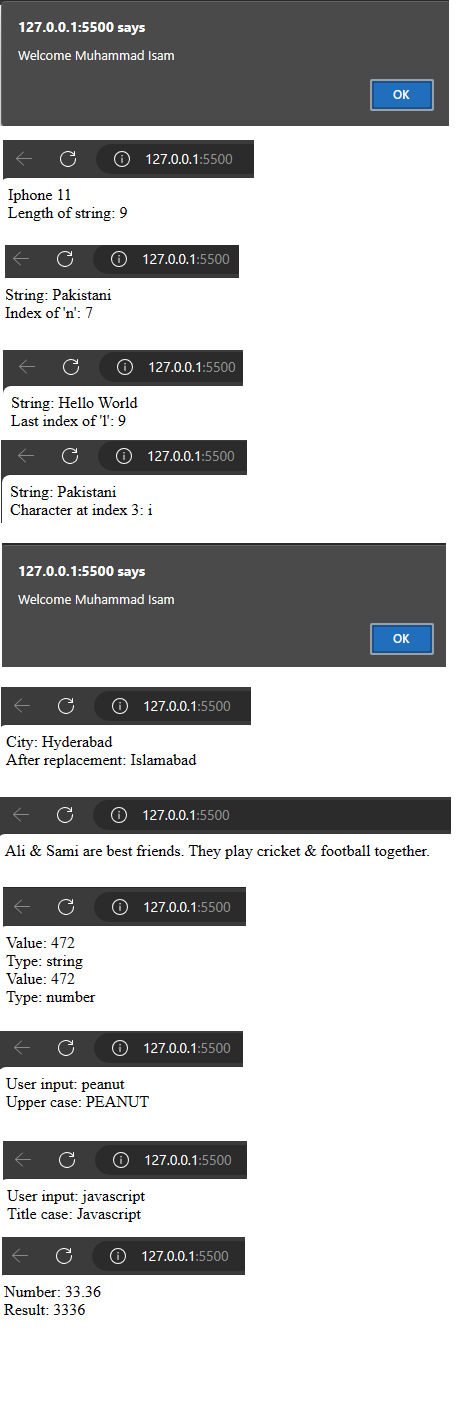 127.0.0.1:5500 says
Welcome Muhammad Isam
OK
127.0.0.1:5500
Iphone 11
Length of string: 9
127.0.0.1:5500
String: Pakistani
Index of 'n': 7
127.0.0.1:5500
String: Hello World
Last index of 'l': 9
127.0.0.1:5500
String: Pakistani
Character at index 3: i
127.0.0.1:5500 says
Welcome Muhammad Isam
OK
127.0.0.1:5500
City: Hyderabad
After replacement: Islamabad
127.0.0.1:5500
Ali & Sami are best friends. They play cricket & football together.
127.0.0.1:5500
Value: 472
Type: string
Value: 472
Type: number
127.0.0.1:5500
User input: peanut
Upper case: PEANUT
127.0.0.1:5500
User input: javascript
Title case: Javascript
127.0.0.1:5500
Number: 33.36
Result: 3336